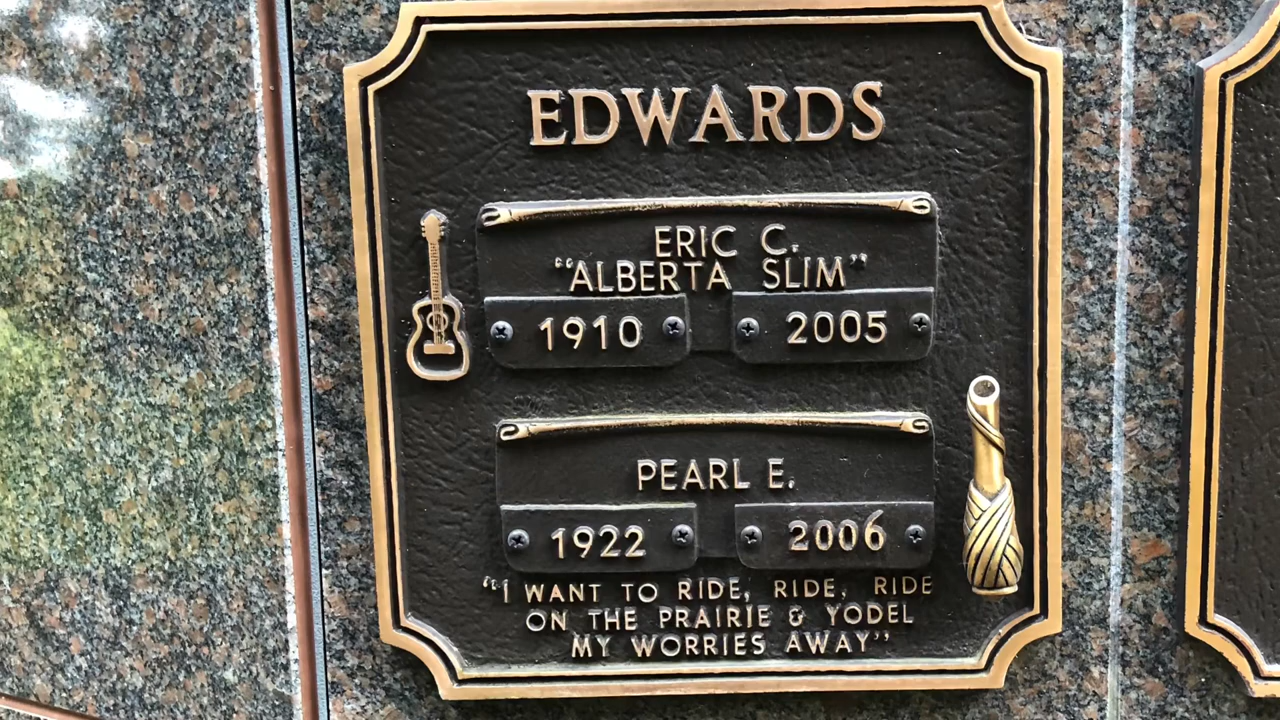 EDWARDS
ERIC C.
"ALBERTA SLIM"
1910 2005
PEARL E.
1922 2006
"I WANT TO RIDE, RIDE, RIDE
ON THE PRAIRIE & YODEL
MY WORRIES AWAY"